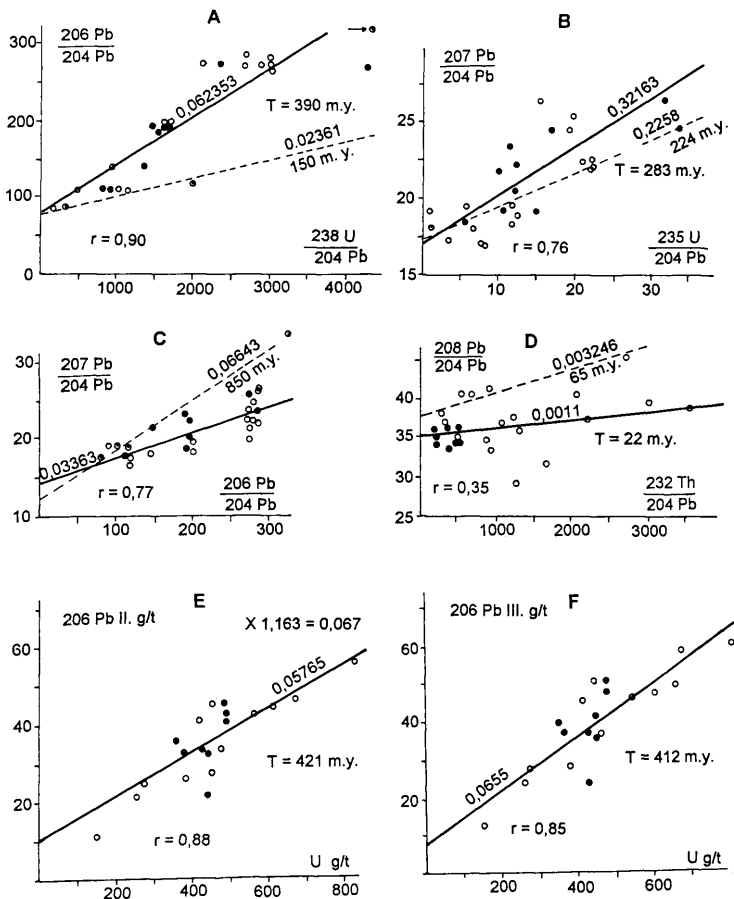 A
206 Pb
204 Pb
300
200
100
0
0,062353
T = 390 m.y.
0.02361
150 m. y.
r = 0,90
238 U
204 Pb
1000
2000
3000
4000
B
207 Pb
204 Pb
25
20
15
0,32163
0,2258
224 m.y.
T = 283 m.y.
r = 0,76
235 U
204 Pb
10
20
30
C
207 Pb
204 Pb
30
20
10
0,06643
850 m.y.
0,03363
r = 0,77
206 Pb
204 Pb
0
100
200
300
D
208 Pb
204 Pb
40
35
30
25
0,003246
65 m.y.
0,0011
T = 22 m.y.
r = 0,35
232 Th
204 Pb
0
1000
2000
3000
E
206 Pb II. g/t
X 1,163 = 0,067
60
40
20
0,05765
T = 421 m.y.
r = 0,88
U g/t
200
400
600
800
F
206 Pb III. g/t
60
40
20
0
0,0655
T = 412 m.y.
r = 0,85
U g/t
200
400
600